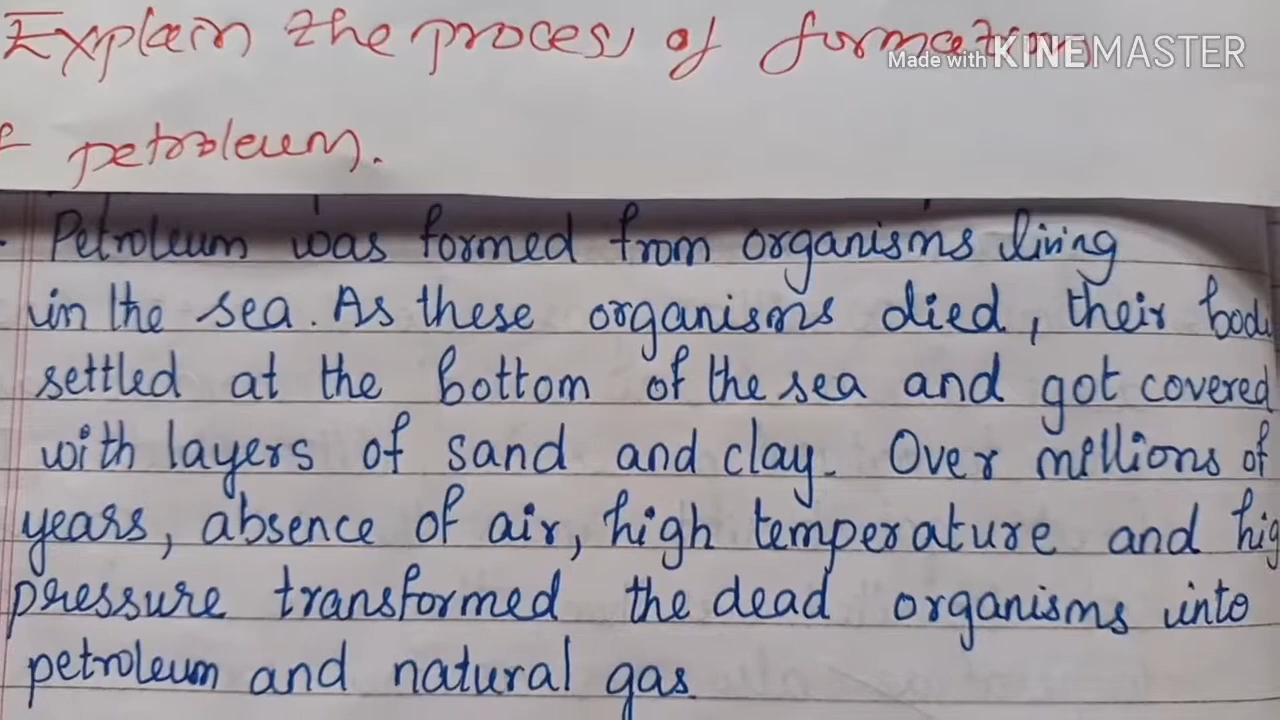 Explain the process of formation
Made with KINEMASTER
of petroleum.
Petroleum was formed from organisms living
in the sea. As these organisms died, their body
settled at the bottom of the sea and got covered
with layers of sand and clay. Over millions of
years, absence of air, high temperature and hig
pressure transformed the dead organisms into
petroleum and natural gas.